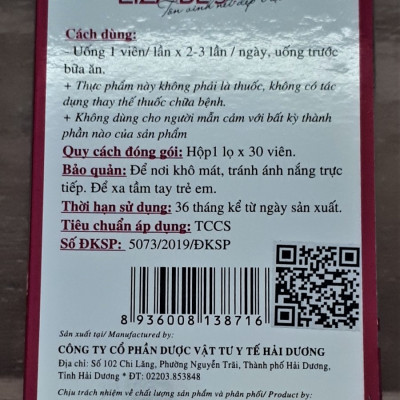 Tân sinh nét đẹp
Cách dùng:
- Uống 1 viên/ lần x 2-3 lần / ngày, uống trước
bữa ăn.
+ Thực phẩm này không phải là thuốc, không có tác
dụng thay thế thuốc chữa bệnh.
+ Không dùng cho người mẫn cảm với bất kỳ thành
phần nào của sản phẩm
Quy cách đóng gói: Hộp1 lọ x 30 viên.
Bảo quản: Để nơi khô mát, tránh ánh nắng trực
tiếp. Để xa tầm tay trẻ em.
Thời hạn sử dụng: 36 tháng kể từ ngày sản xuất.
Tiêu chuẩn áp dụng: TCCS
Số ĐKSP: 5073/2019/ĐKSP
8 936008 138716
Sản xuất tại/ Manufactured by:
CÔNG TY CỔ PHẦN DƯỢC VẬT TƯ Y TẾ HẢI DƯƠNG
Địa chỉ: Số 102 Chi Lăng, Phường Nguyễn Trãi, Thành phố Hải Dương,
Tỉnh Hải Dương * ĐT: 02203.853848
Chịu trách nhiệm về chất lượng sản phẩm và phân phối/ Product by: